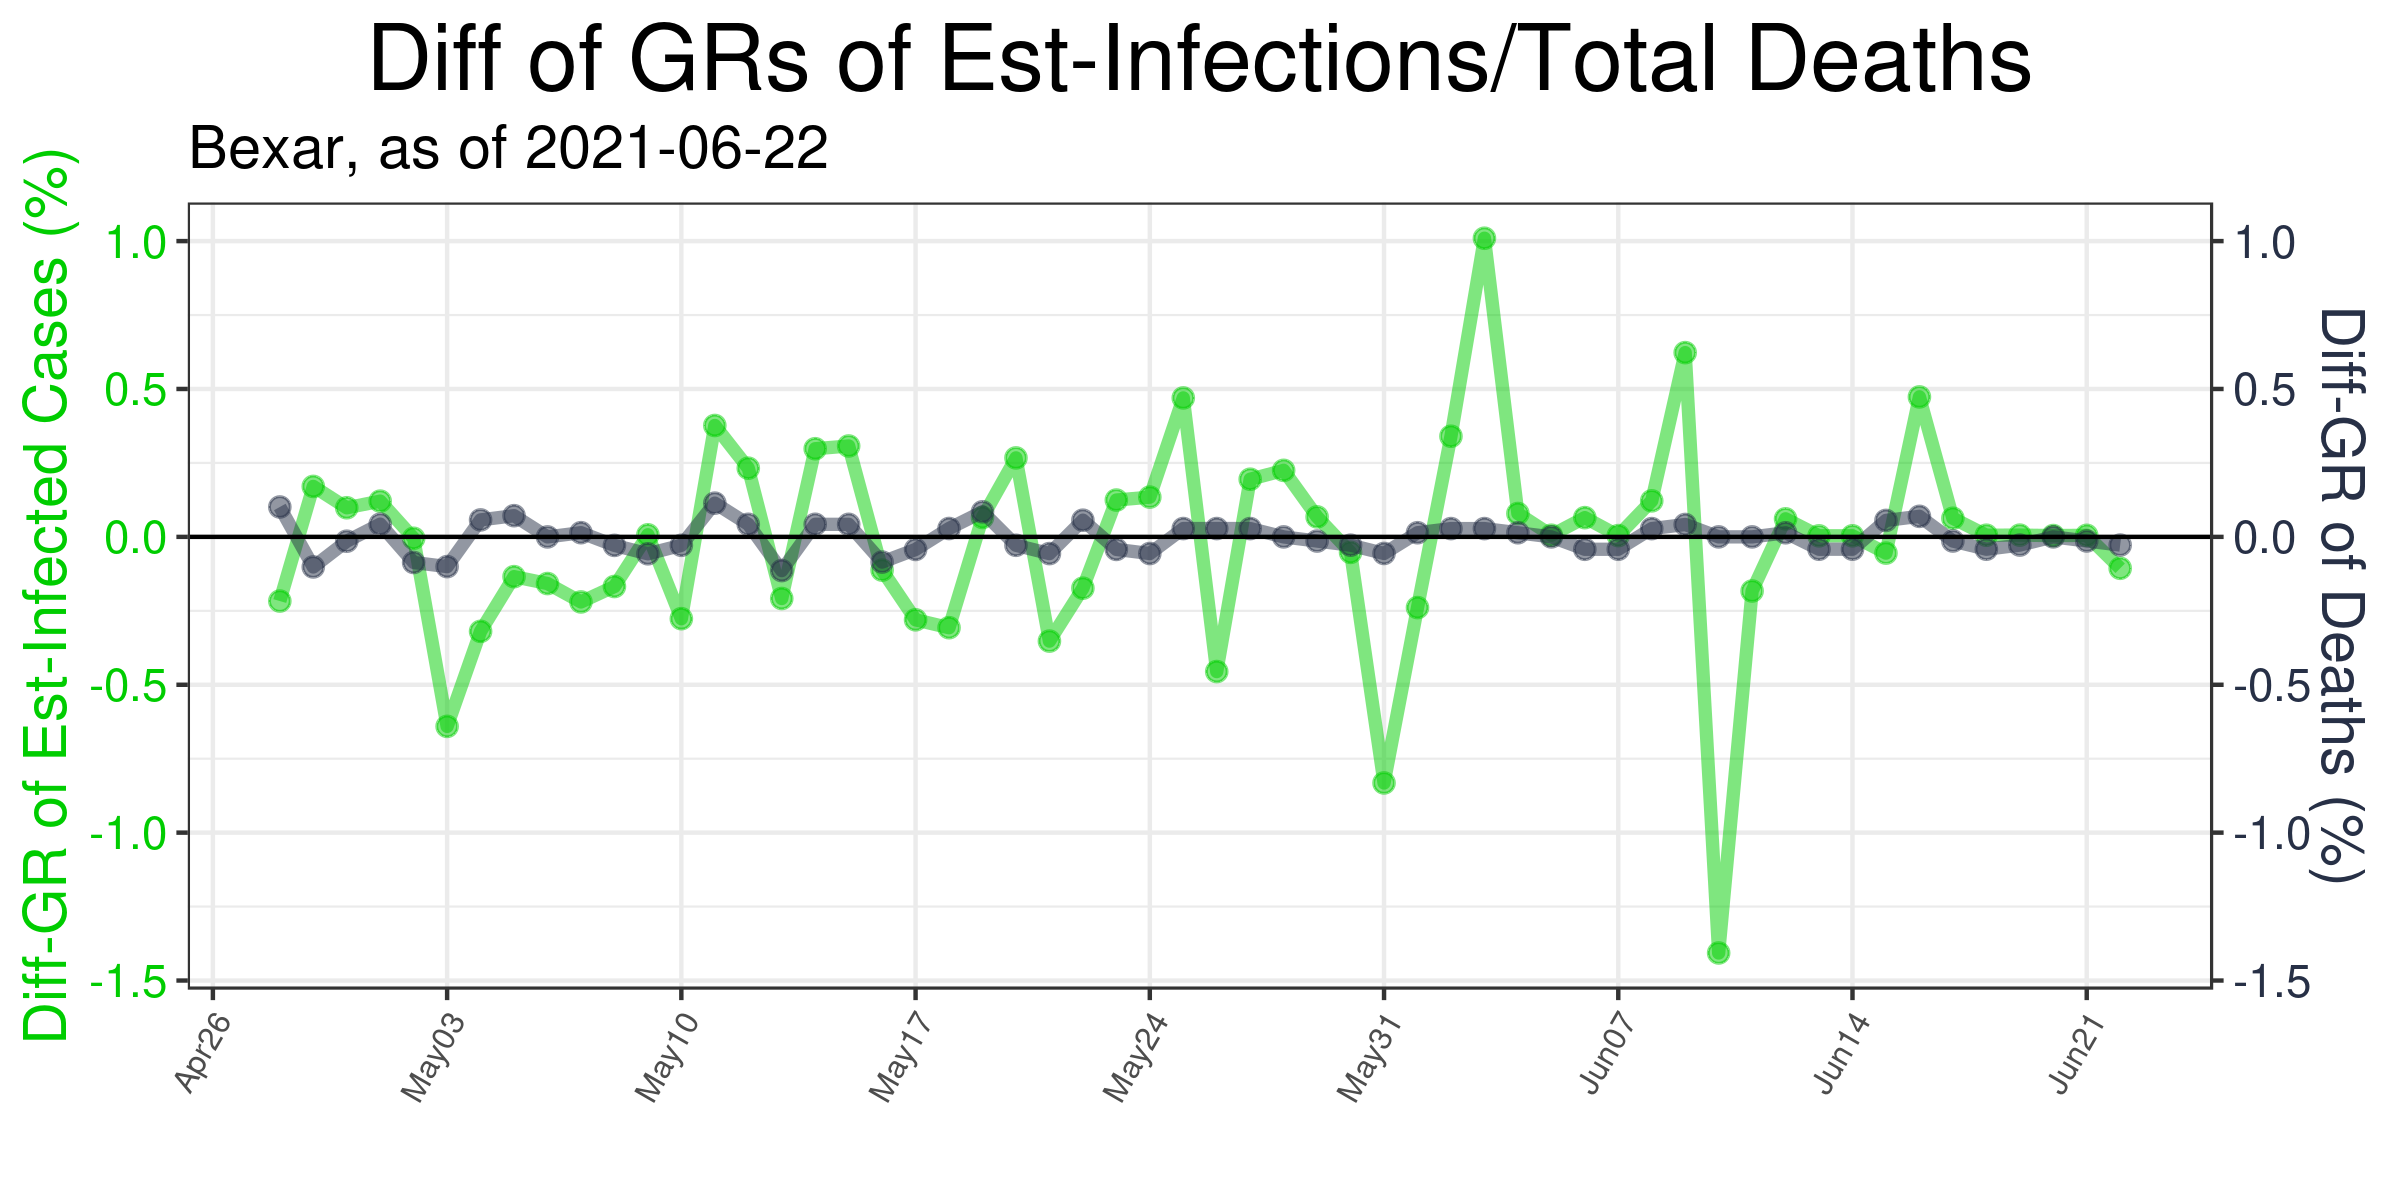 Diff of GRs of Est-Infections/Total Deaths
Bexar, as of 2021-06-22
Diff-GR of Est-Infected Cases (%)
1.0
0.5
0.0
-0.5
-1.0
-1.5
1.0
0.5
0.0
-0.5
-1.0
-1.5
Diff-GR of Deaths (%)
Apr26
May03
May10
May17
May24
May31
Jun07
Jun14
Jun21